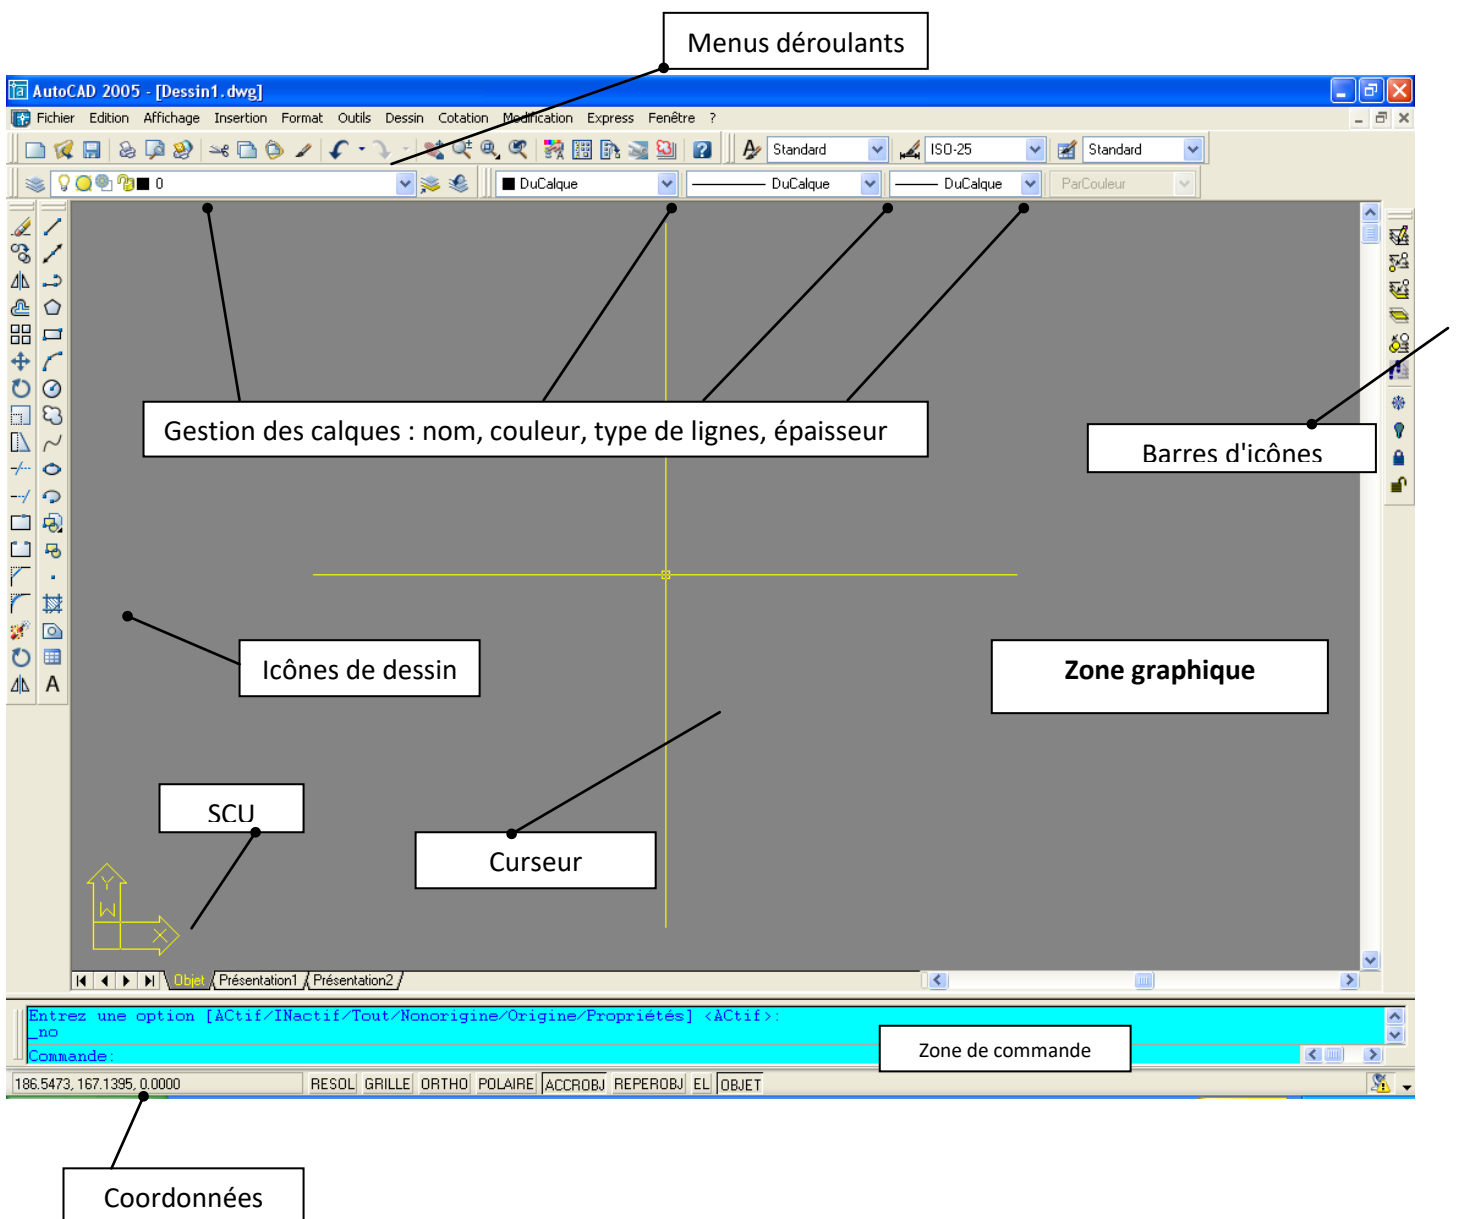 Menus déroulants
AutoCAD 2005 - [Dessin1.dwg]
Fichier Edition Affichage Insertion Format Outils Dessin Cotation Modification Express Fenêtre ?
Standard ISO-25 Standard
0 DuCalque DuCalque DuCalque ParCouleur
Gestion des calques : nom, couleur, type de lignes, épaisseur
Barres d'icônes
Icônes de dessin
Zone graphique
SCU
Curseur
Y
W
X
Objet Présentation1 Présentation2
Entrez une option [ACtif/INactif/Tout/Nonorigine/Origine/Propriétés] <ACtif>:
_no
Zone de commande
Commande:
186.5473, 167.1395, 0.0000 RESOL GRILLE ORTHO POLAIRE ACCROBJ REPEROBJ EL OBJET
Coordonnées